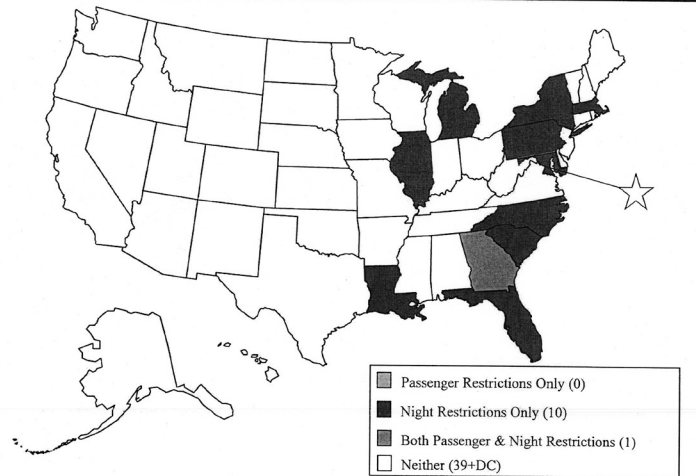 Passenger Restrictions Only (0)
Night Restrictions Only (10)
Both Passenger & Night Restrictions (1)
Neither (39+DC)